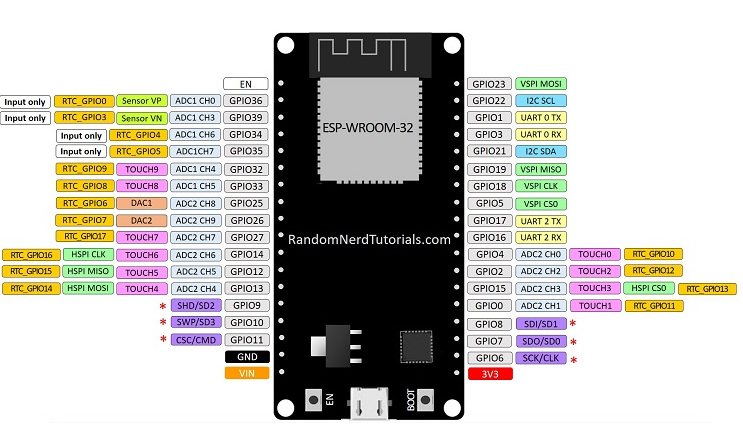 EN GPIO23 VSPI MOSI
Input only RTC_GPIO0 Sensor VP ADC1 CH0 GPIO36 GPIO22 I2C SCL
Input only RTC_GPIO3 Sensor VN ADC1 CH3 GPIO39 GPIO1 UART 0 TX
Input only RTC_GPIO4 ADC1 CH6 GPIO34 ESP-WROOM-32 GPIO3 UART 0 RX
Input only RTC_GPIO5 ADC1CH7 GPIO35 GPIO21 I2C SDA
RTC_GPIO9 TOUCH9 ADC1 CH4 GPIO32 GPIO19 VSPI MISO
RTC_GPIO8 TOUCH8 ADC1 CH5 GPIO33 GPIO18 VSPI CLK
RTC_GPIO6 DAC1 ADC2 CH8 GPIO25 GPIO5 VSPI CS0
RTC_GPIO7 DAC2 ADC2 CH9 GPIO26 GPIO17 UART 2 TX
RTC_GPIO17 TOUCH7 ADC2 CH7 GPIO27 RandomNerdTutorials.com GPIO16 UART 2 RX
RTC_GPIO16 HSPI CLK TOUCH6 ADC2 CH6 GPIO14 GPIO4 ADC2 CH0 TOUCH0 RTC_GPIO10
RTC_GPIO15 HSPI MISO TOUCH5 ADC2 CH5 GPIO12 GPIO2 ADC2 CH2 TOUCH2 RTC_GPIO12
RTC_GPIO14 HSPI MOSI TOUCH4 ADC2 CH4 GPIO13 GPIO15 ADC2 CH3 TOUCH3 HSPI CS0 RTC_GPIO13
* SHD/SD2 GPIO9 GPIO0 ADC2 CH1 TOUCH1 RTC_GPIO11
* SWP/SD3 GPIO10 GPIO8 SDI/SD1 *
* CSC/CMD GPIO11 GPIO7 SDO/SD0 *
GND GPIO6 SCK/CLK *
VIN 3V3
EN BOOT